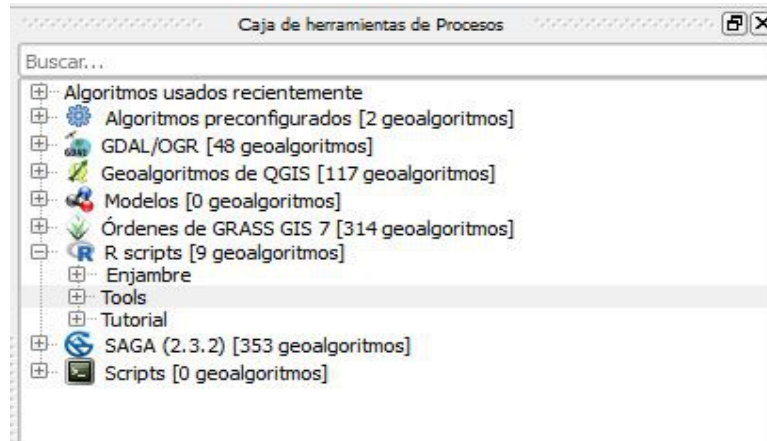 Caja de herramientas de Procesos
Buscar...
Algoritmos usados recientemente
Algoritmos preconfigurados [2 geoalgoritmos]
GDAL/OGR [48 geoalgoritmos]
Geoalgoritmos de QGIS [117 geoalgoritmos]
Modelos [0 geoalgoritmos]
Órdenes de GRASS GIS 7 [314 geoalgoritmos]
R scripts [9 geoalgoritmos]
Enjambre
Tools
Tutorial
SAGA (2.3.2) [353 geoalgoritmos]
Scripts [0 geoalgoritmos]